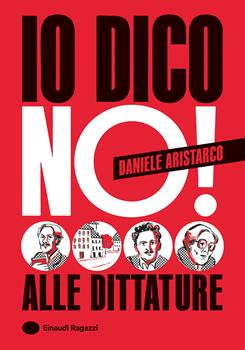 IO DICO
NO!
DANIELE ARISTARCO
ALLE DITTATURE
Einaudi Ragazzi